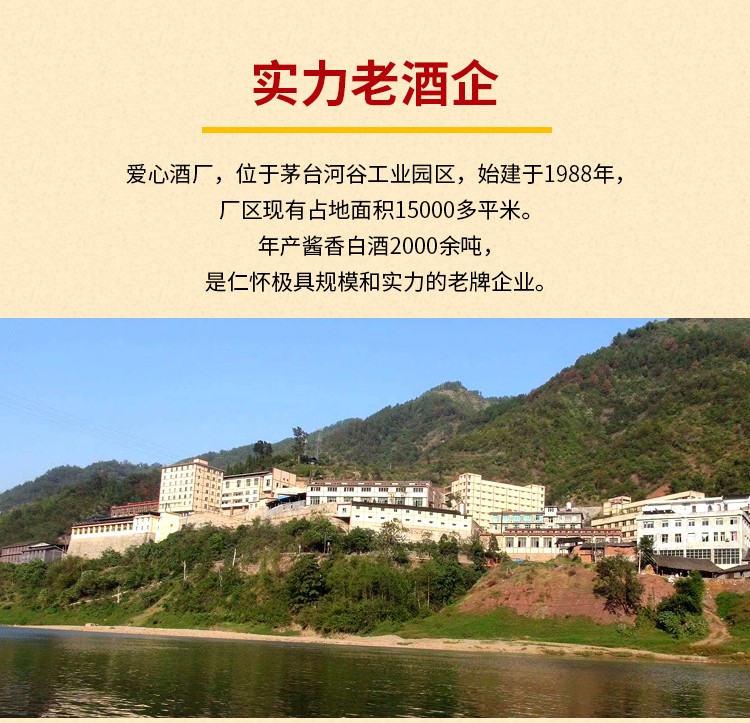 实力老酒企
爱心酒厂，位于茅台河谷工业园区，始建于1988年，
厂区现有占地面积15000多平米。
年产酱香白酒2000余吨，
是仁怀极具规模和实力的老牌企业。